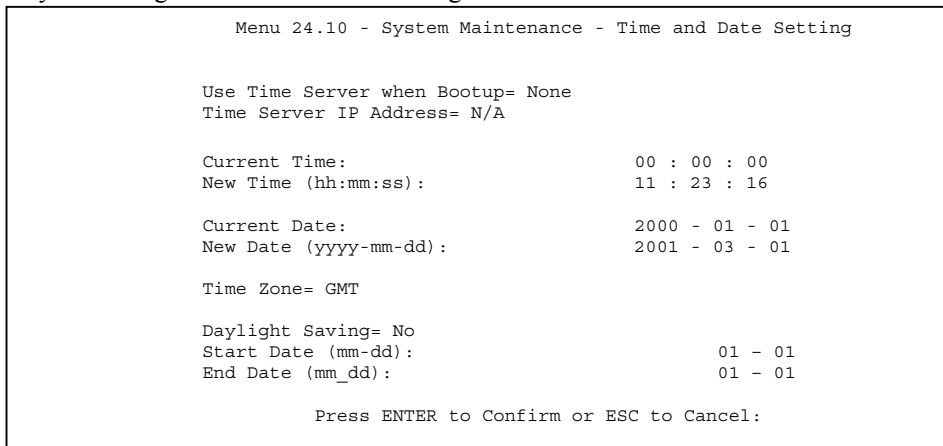 Menu 24.10 - System Maintenance - Time and Date Setting
Use Time Server when Bootup= None
Time Server IP Address= N/A
Current Time: 00 : 00 : 00
New Time (hh:mm:ss): 11 : 23 : 16
Current Date: 2000 - 01 - 01
New Date (yyyy-mm-dd): 2001 - 03 - 01
Time Zone= GMT
Daylight Saving= No
Start Date (mm-dd): 01 – 01
End Date (mm_dd): 01 – 01
Press ENTER to Confirm or ESC to Cancel: